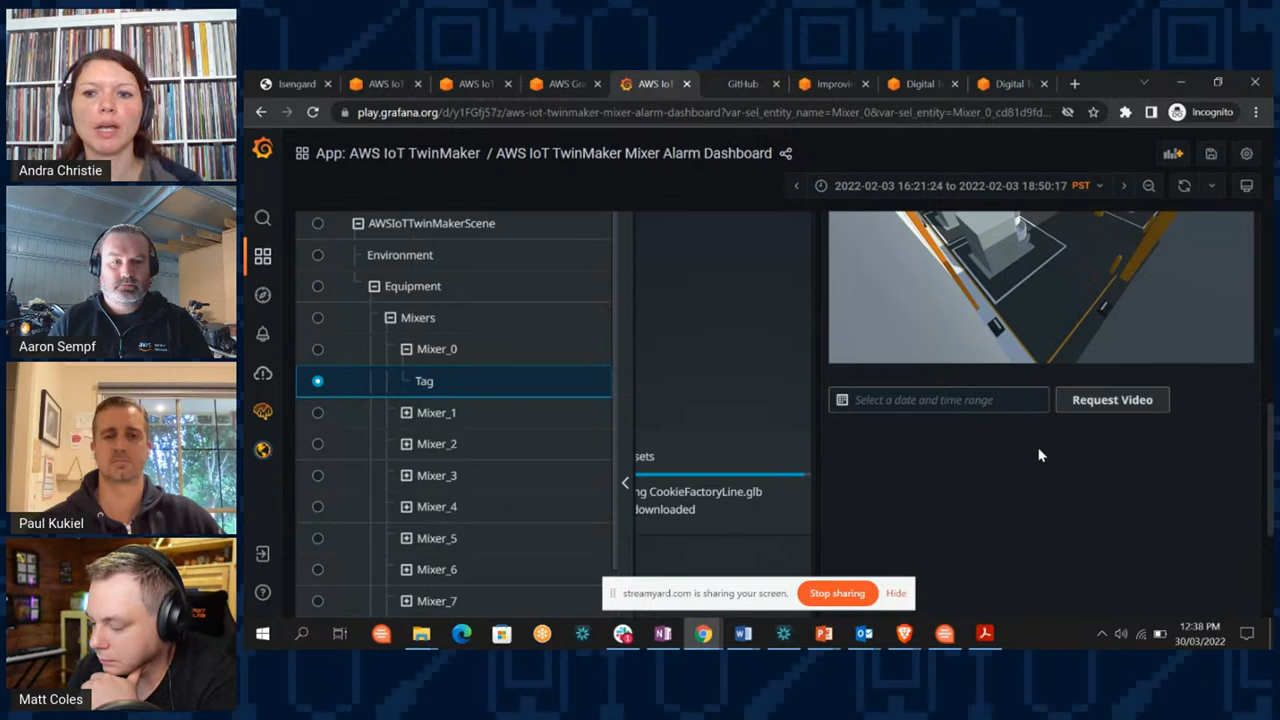 Andra Christie
Aaron Sempf
aws
Paul Kukiel
Matt Coles
Isengard
AWS IoT
AWS IoT
AWS Gra
AWS IoT
GitHub
Improvi
Digital T
Digital T
play.grafana.org/d/y1FGfj57z/aws-iot-twinmaker-mixer-alarm-dashboard?var-sel_entity_name=Mixer_0&var-sel_entity=Mixer_0_cd81d9fd...
Incognito
App: AWS IoT TwinMaker / AWS IoT TwinMaker Mixer Alarm Dashboard
2022-02-03 16:21:24 to 2022-02-03 18:50:17 PST
AWSIoTTwinMakerScene
Environment
Equipment
Mixers
Mixer_0
Tag
Mixer_1
Mixer_2
Mixer_3
Mixer_4
Mixer_5
Mixer_6
Mixer_7
sets
ng CookieFactoryLine.glb
downloaded
Select a date and time range
Request Video
streamyard.com is sharing your screen.
Stop sharing
Hide
12:38 PM
30/03/2022